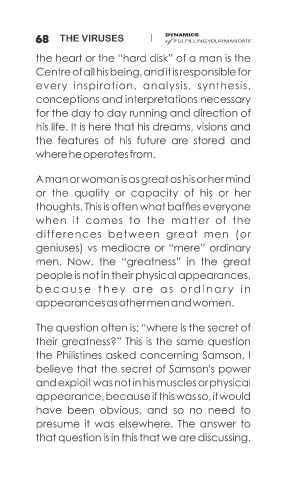 68 THE VIRUSES | DYNAMICS
of FULFILLING YOUR MANDATE
the heart or the “hard disk” of a man is the
Centre of all his being, and it is responsible for
every inspiration, analysis, synthesis,
conceptions and interpretations necessary
for the day to day running and direction of
his life. It is here that his dreams, visions and
the features of his future are stored and
where he operates from.
A man or woman is as great as his or her mind
or the quality or capacity of his or her
thoughts. This is often what baffles everyone
when it comes to the matter of the
differences between great men (or
geniuses) vs mediocre or “mere” ordinary
men. Now, the “greatness” in the great
people is not in their physical appearances,
because they are as ordinary in
appearances as other men and women.
The question often is; “where is the secret of
their greatness?” This is the same question
the Philistines asked concerning Samson. I
believe that the secret of Samson's power
and exploit was not in his muscles or physical
appearance, because if this was so, it would
have been obvious, and so no need to
presume it was elsewhere. The answer to
that question is in this that we are discussing.